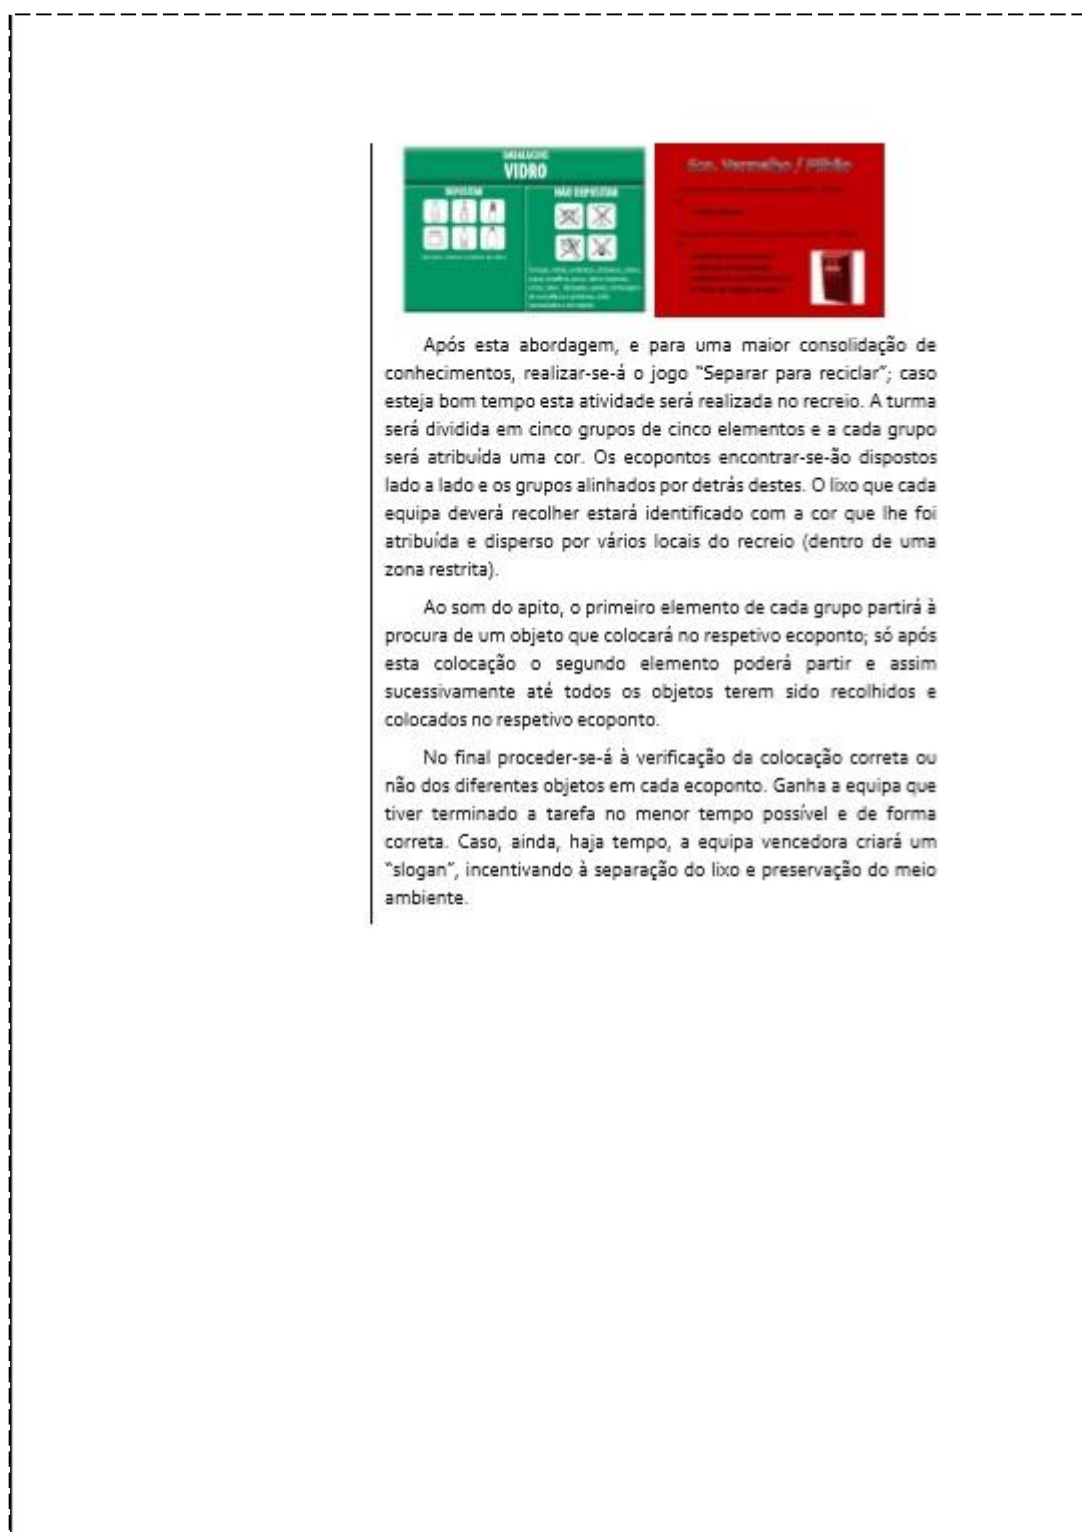 EMBALAGENS
VIDRO
DEPOSITAR
NÃO DEPOSITAR
Eco. Vermelho / Pilhão
Após esta abordagem, e para uma maior consolidação de
conhecimentos, realizar-se-á o jogo “Separar para reciclar”; caso
esteja bom tempo esta atividade será realizada no recreio. A turma
será dividida em cinco grupos de cinco elementos e a cada grupo
será atribuída uma cor. Os ecopontos encontrar-se-ão dispostos
lado a lado e os grupos alinhados por detrás destes. O lixo que cada
equipa deverá recolher estará identificado com a cor que lhe foi
atribuída e disperso por vários locais do recreio (dentro de uma
zona restrita).
Ao som do apito, o primeiro elemento de cada grupo partirá à
procura de um objeto que colocará no respetivo ecoponto; só após
esta colocação o segundo elemento poderá partir e assim
sucessivamente até todos os objetos terem sido recolhidos e
colocados no respetivo ecoponto.
No final proceder-se-á à verificação da colocação correta ou
não dos diferentes objetos em cada ecoponto. Ganha a equipa que
tiver terminado a tarefa no menor tempo possível e de forma
correta. Caso, ainda, haja tempo, a equipa vencedora criará um
“slogan”, incentivando à separação do lixo e preservação do meio
ambiente.